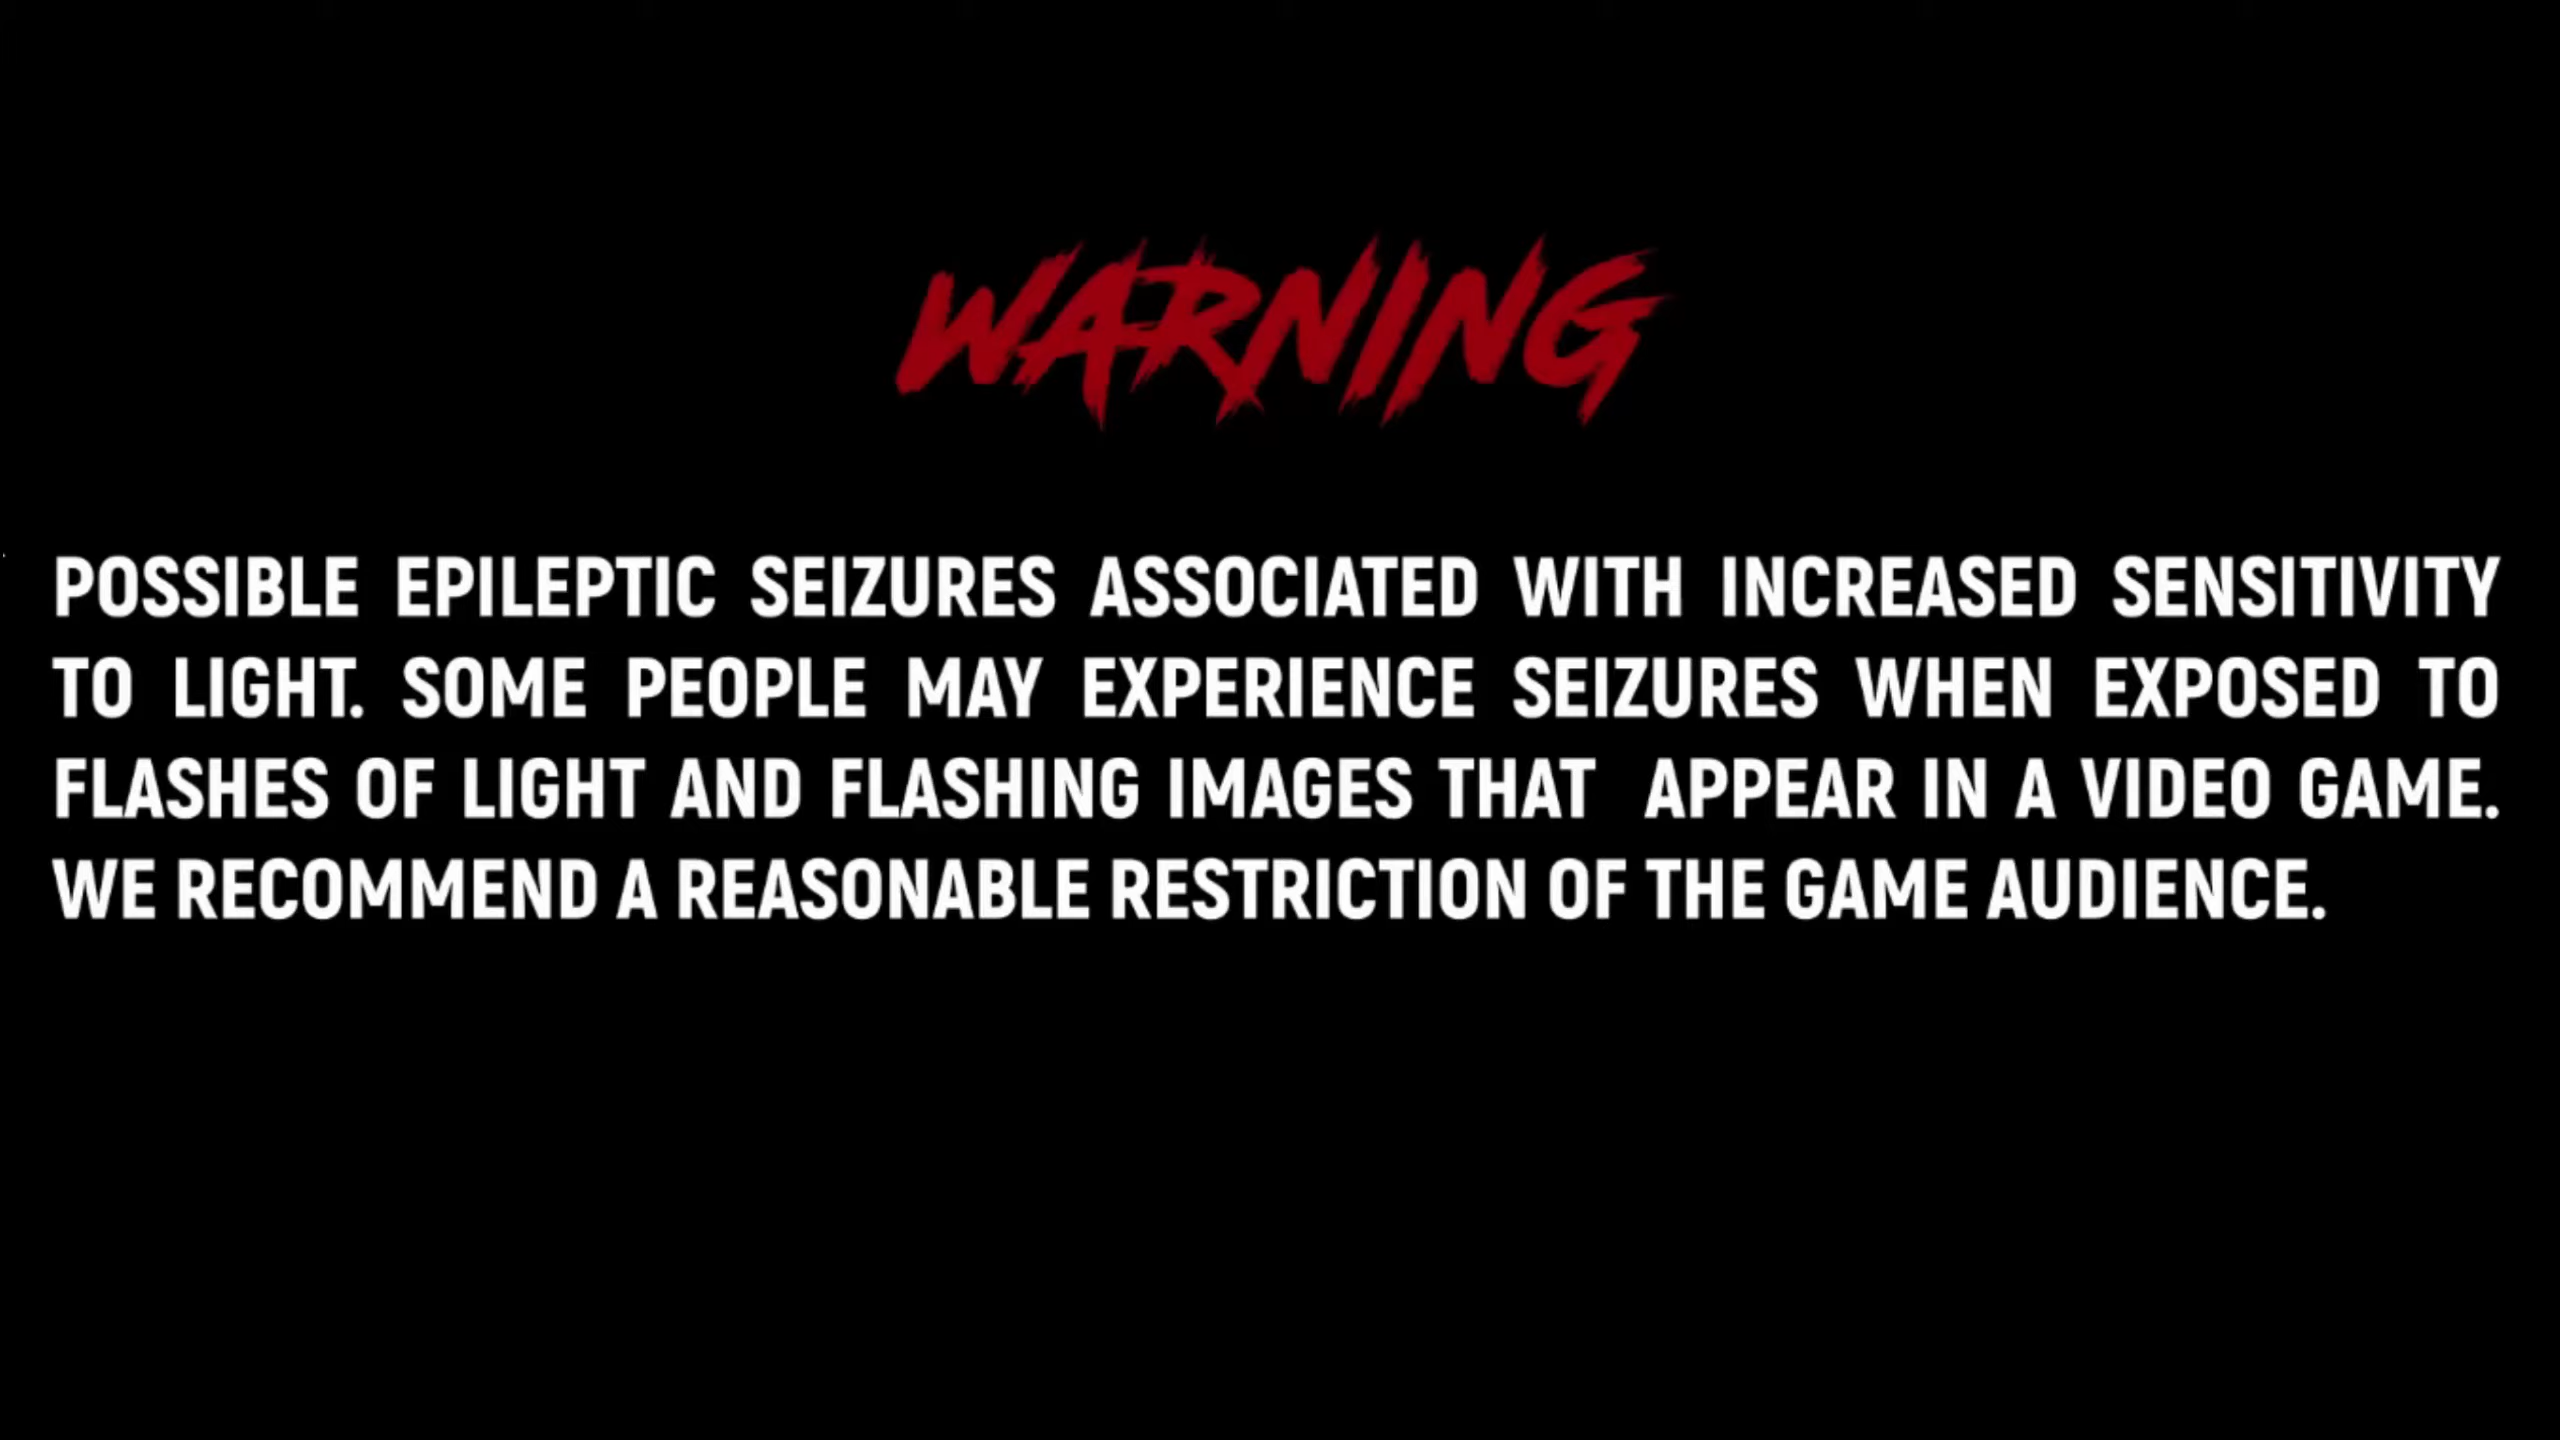 WARNING
POSSIBLE EPILEPTIC SEIZURES ASSOCIATED WITH INCREASED SENSITIVITY
TO LIGHT. SOME PEOPLE MAY EXPERIENCE SEIZURES WHEN EXPOSED TO
FLASHES OF LIGHT AND FLASHING IMAGES THAT APPEAR IN A VIDEO GAME.
WE RECOMMEND A REASONABLE RESTRICTION OF THE GAME AUDIENCE.